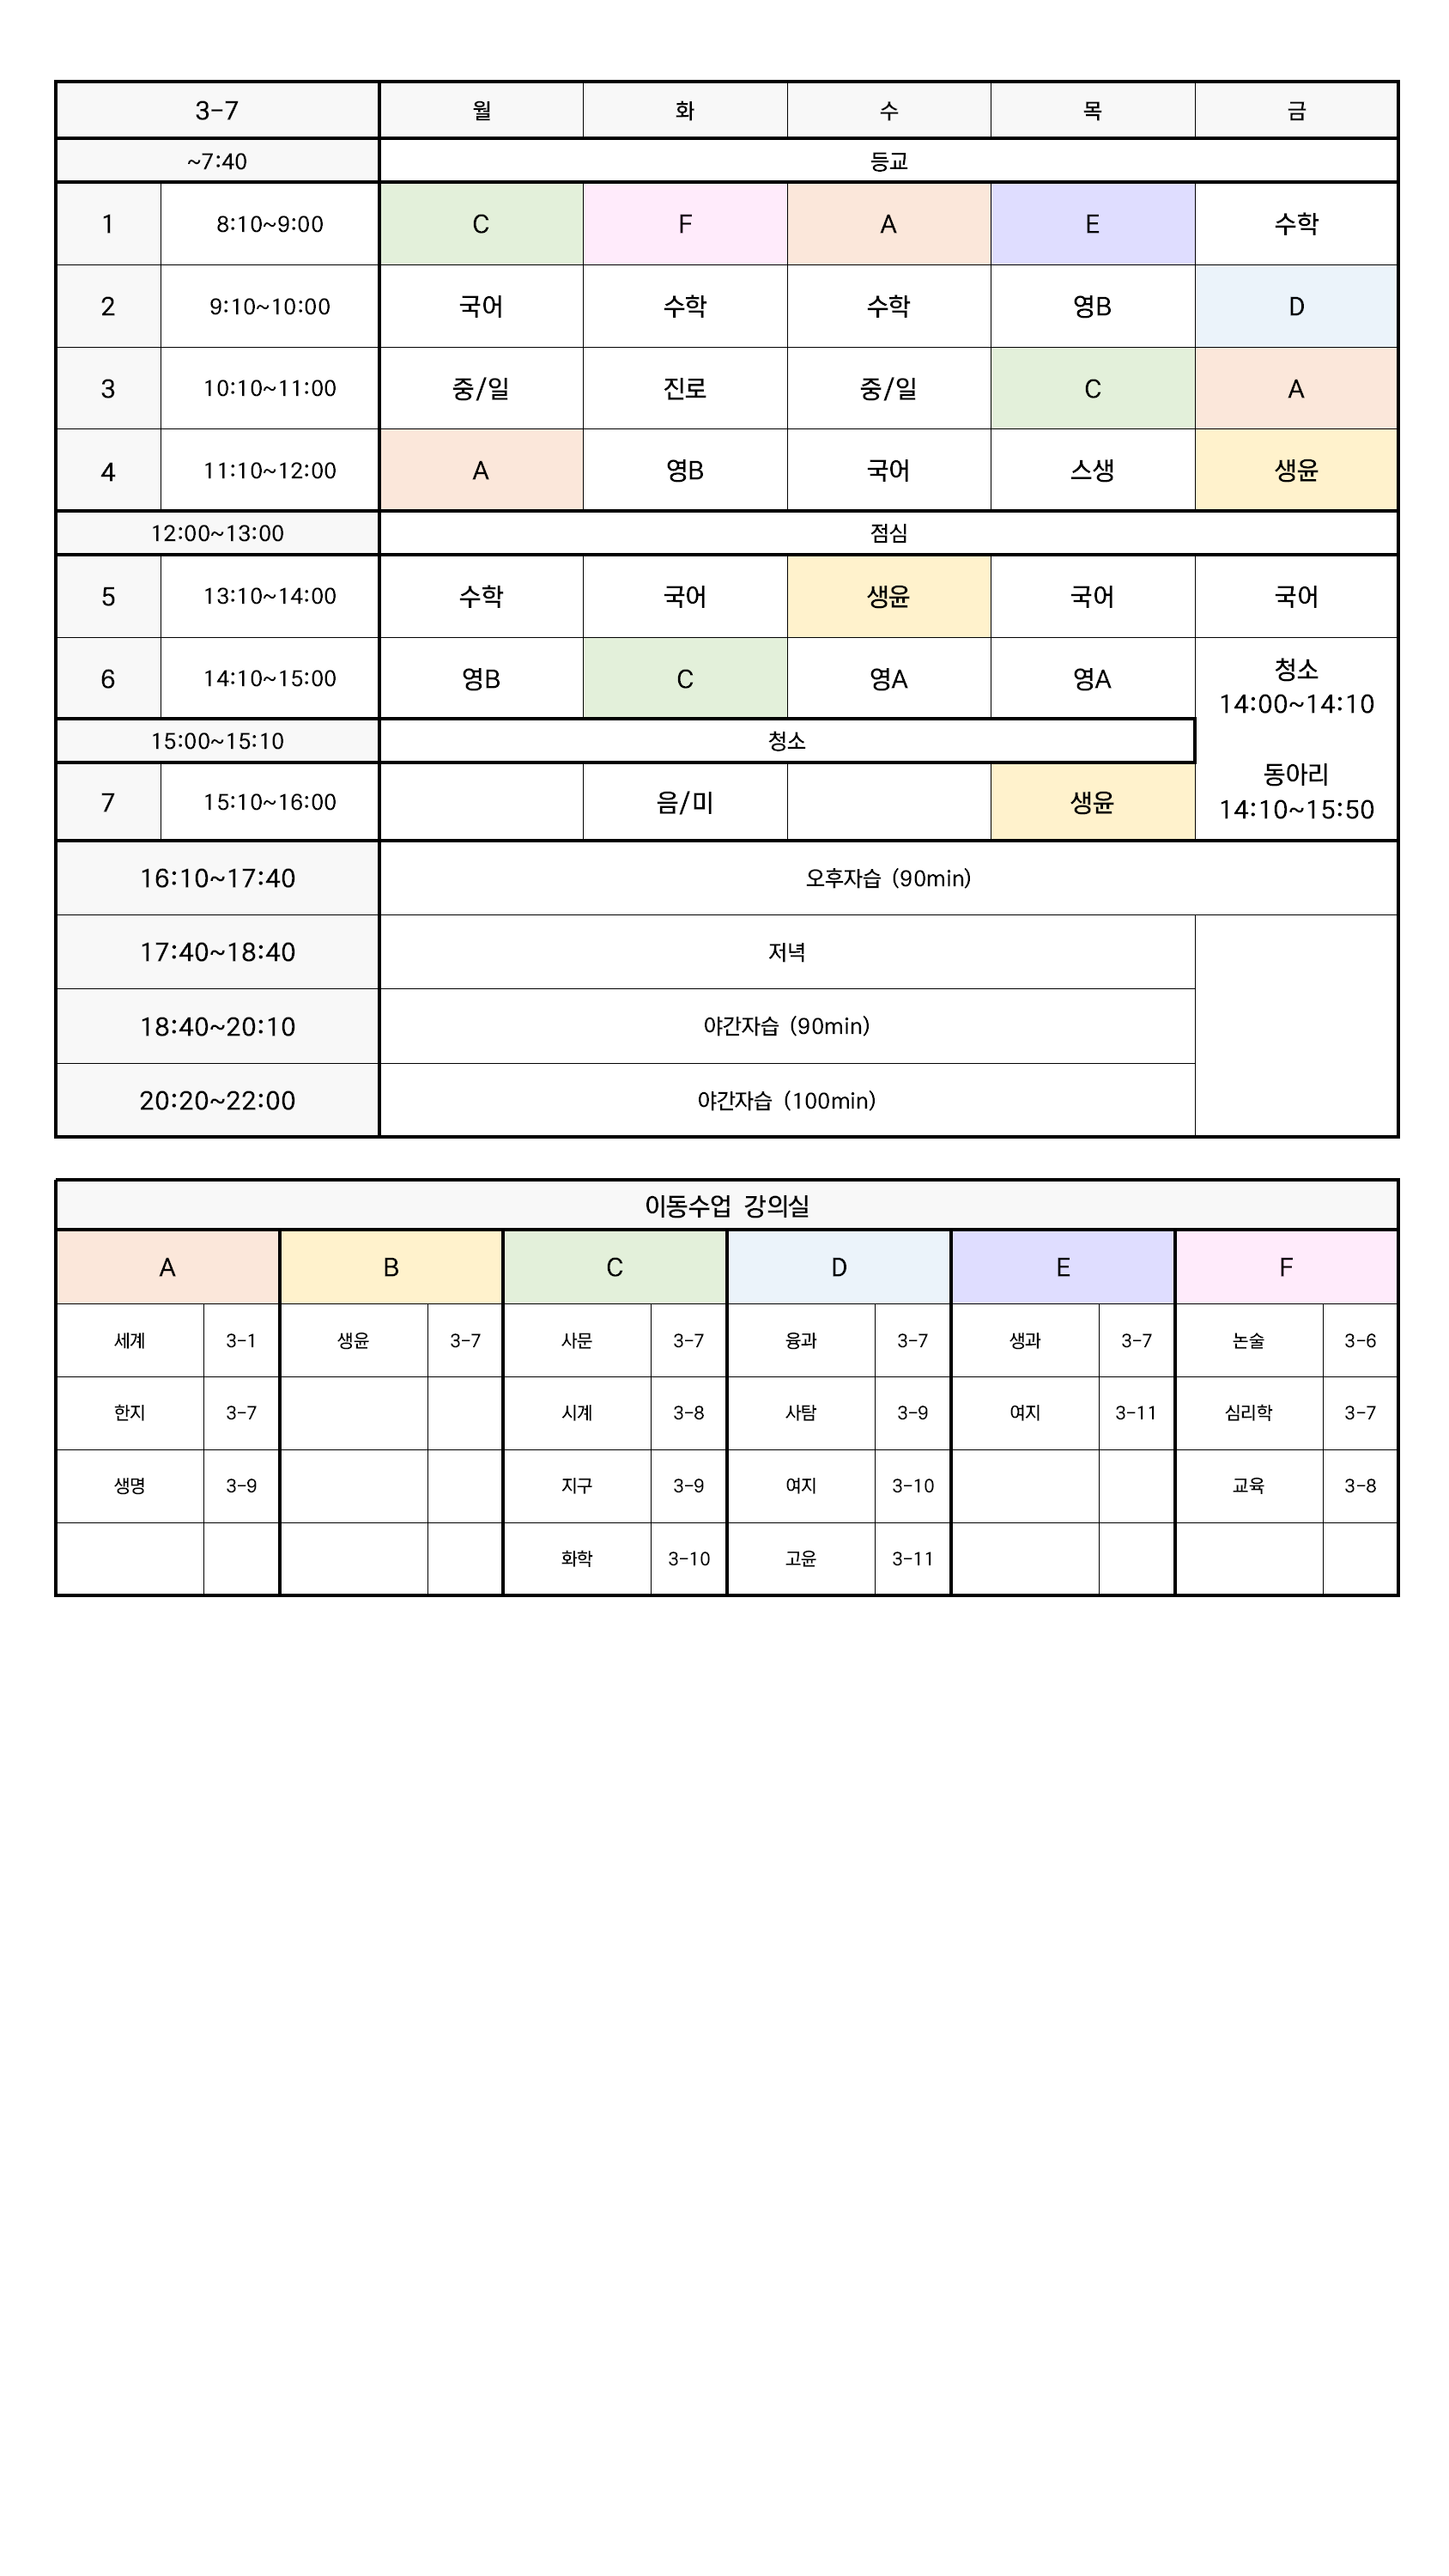 3-7 월 화 수 목 금
~7:40 등교
1 8:10~9:00 C F A E 수학
2 9:10~10:00 국어 수학 수학 영B D
3 10:10~11:00 중/일 진로 중/일 C A
4 11:10~12:00 A 영B 국어 스생 생윤
12:00~13:00 점심
5 13:10~14:00 수학 국어 생윤 국어 국어
6 14:10~15:00 영B C 영A 영A 청소
14:00~14:10
15:00~15:10 청소
동아리
7 15:10~16:00 음/미 생윤 14:10~15:50
16:10~17:40 오후자습 (90min)
17:40~18:40 저녁
18:40~20:10 야간자습 (90min)
20:20~22:00 야간자습 (100min)
이동수업 강의실
A B C D E F
세계 3-1 생윤 3-7 사문 3-7 융과 3-7 생과 3-7 논술 3-6
한지 3-7 시계 3-8 사탐 3-9 여지 3-11 심리학 3-7
생명 3-9 지구 3-9 여지 3-10 교육 3-8
화학 3-10 고윤 3-11